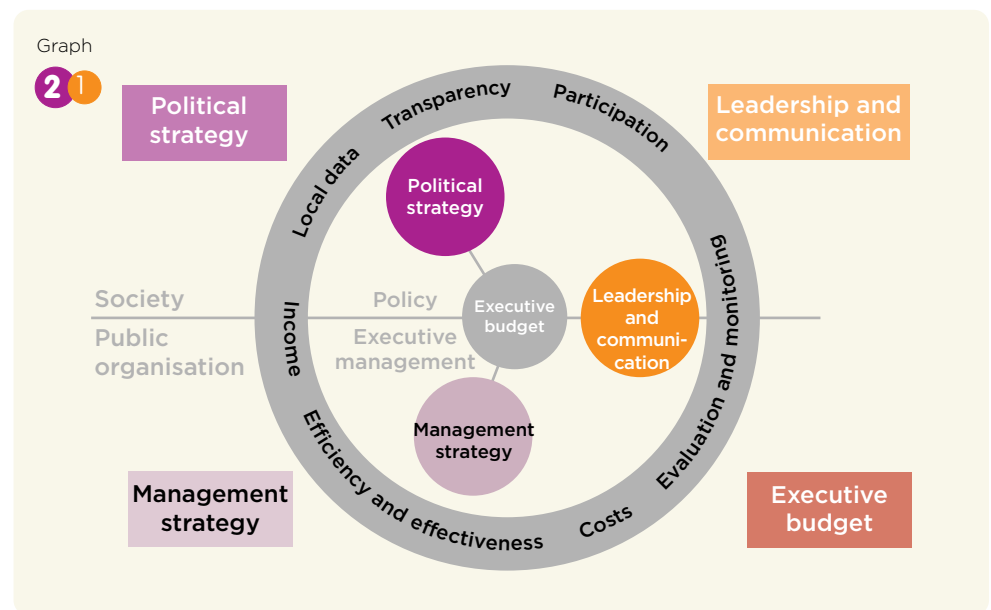 Graph
2 1
Political
strategy
Leadership and
communication
Transparency
Participation
Local data
Evaluation and monitoring
Income
Efficiency and effectiveness
Costs
Political
strategy
Society
Public
organisation
Policy
Executive
management
Executive
budget
Leadership
and
communi-
cation
Management
strategy
Management
strategy
Executive
budget